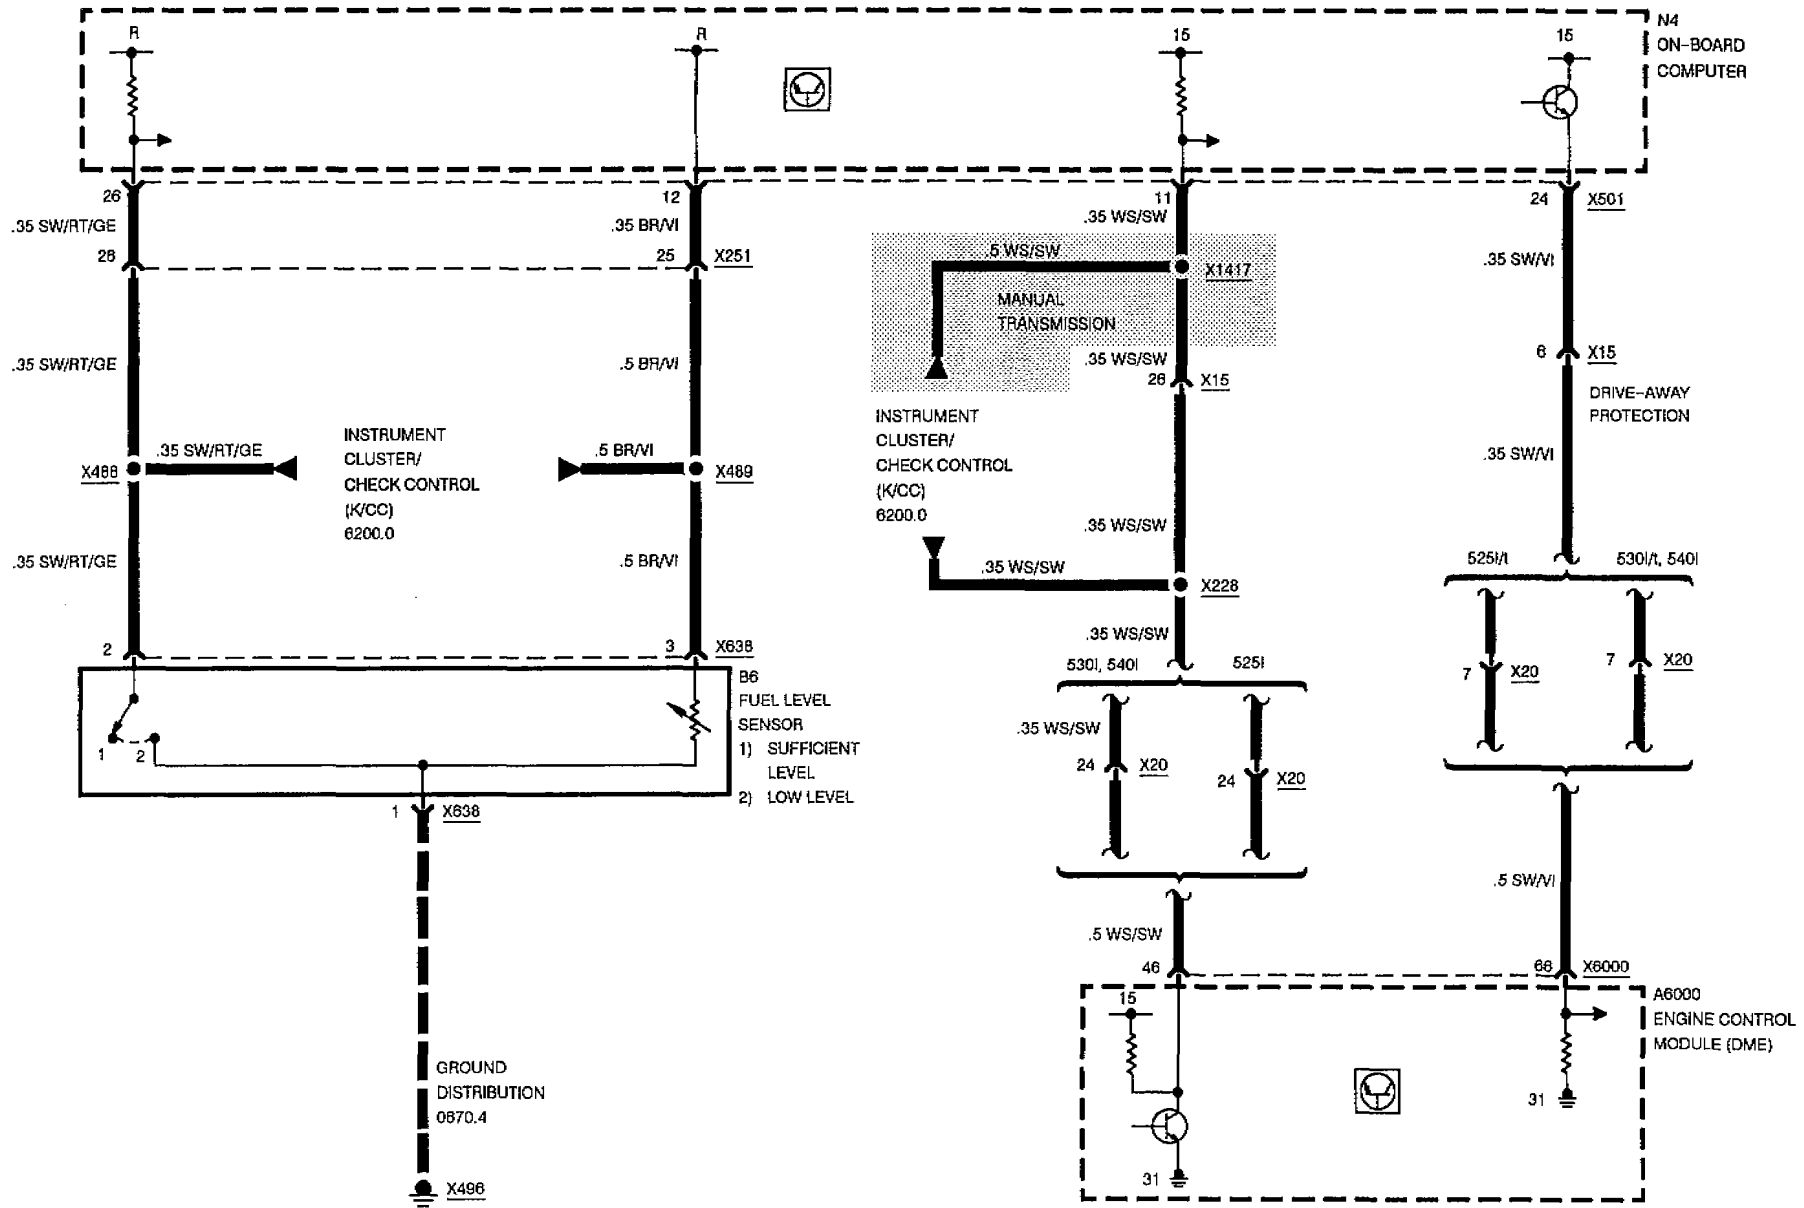 R
R
15
15
N4
ON-BOARD
COMPUTER
26
12
11
24
X501
.35 SW/RT/GE
.35 BR/VI
.35 WS/SW
.35 SW/VI
28
25
X251
.5 WS/SW
X1417
MANUAL
TRANSMISSION
.35 SW/RT/GE
.5 BR/VI
.35 WS/SW
26
X15
6
X15
DRIVE-AWAY
PROTECTION
INSTRUMENT
CLUSTER/
CHECK CONTROL
(K/CC)
6200.0
X488
.35 SW/RT/GE
INSTRUMENT
CLUSTER/
CHECK CONTROL
(K/CC)
6200.0
.5 BR/VI
X489
.35 SW/VI
.35 WS/SW
.35 SW/RT/GE
.5 BR/VI
.35 WS/SW
X228
525I/t
530I/t, 540I
2
3
X638
.35 WS/SW
530I, 540I
525I
7
X20
7
X20
B6
FUEL LEVEL
SENSOR
1) SUFFICIENT
LEVEL
2) LOW LEVEL
1
2
.35 WS/SW
24
X20
24
X20
1
X638
.5 SW/VI
.5 WS/SW
46
68
X6000
A6000
ENGINE CONTROL
MODULE (DME)
15
31
31
GROUND
DISTRIBUTION
0670.4
X496